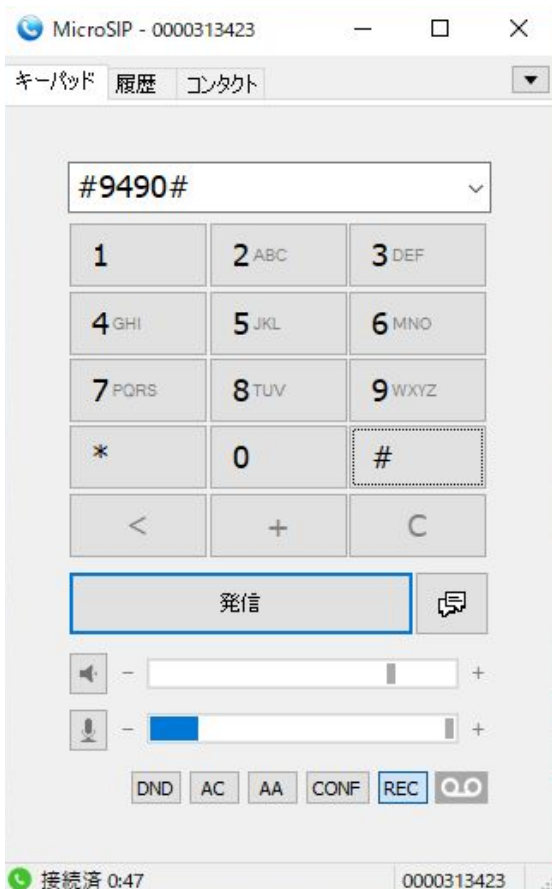 MicroSIP - 0000313423
キーパッド 履歴 コンタクト
#9490#
1 2 ABC 3 DEF
4 GHI 5 JKL 6 MNO
7 PQRS 8 TUV 9 WXYZ
* 0 #
< + C
発信
- +
- +
DND AC AA CONF REC
接続済 0:47 0000313423